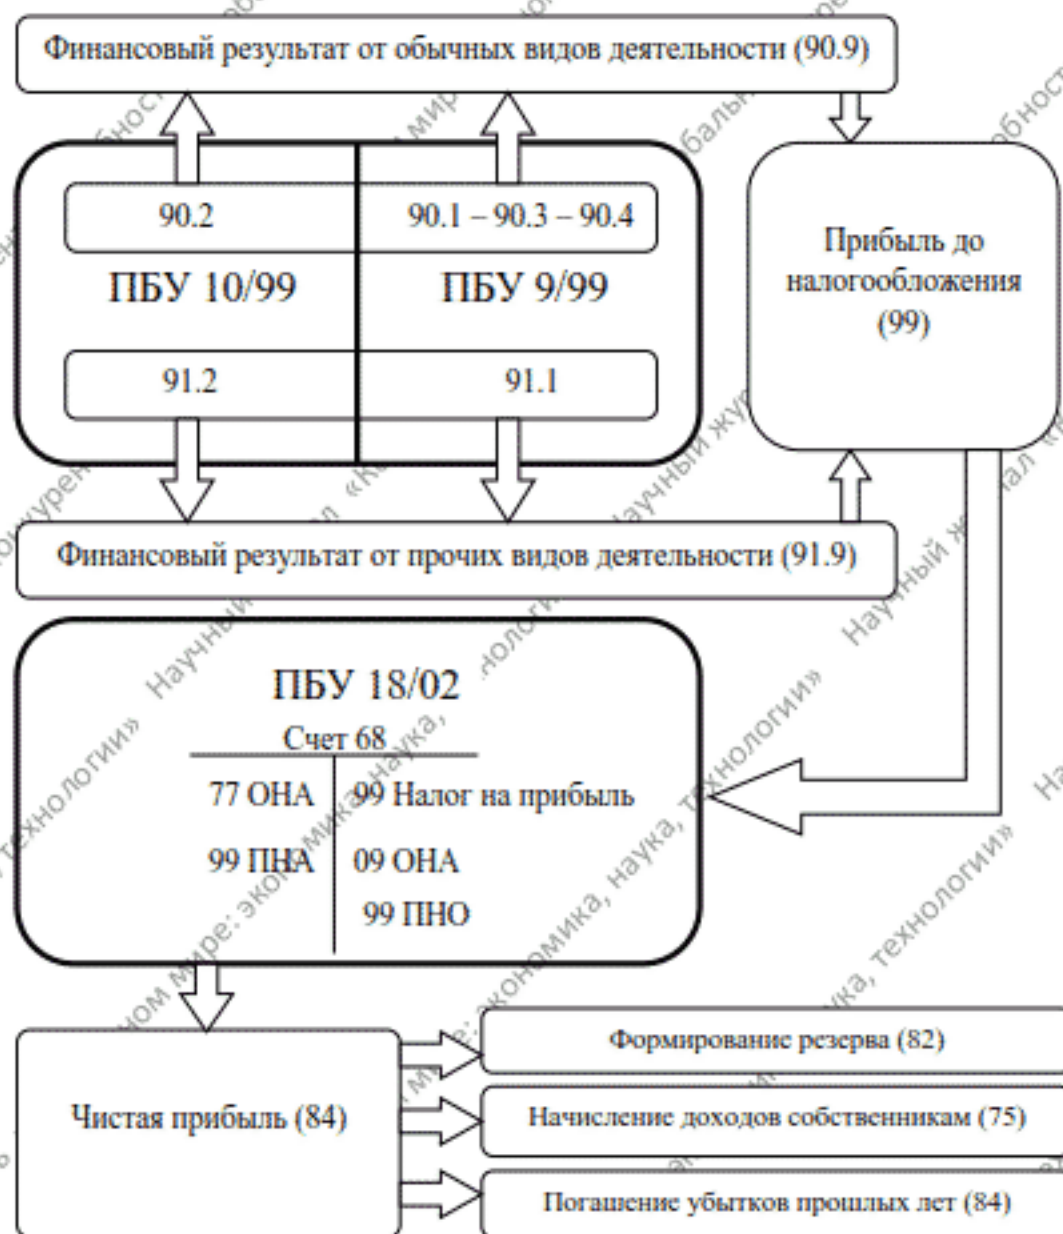 Финансовый результат от обычных видов деятельности (90.9)
90.2
90.1 – 90.3 – 90.4
ПБУ 10/99
ПБУ 9/99
91.2
91.1
Прибыль до
налогообложения
(99)
Финансовый результат от прочих видов деятельности (91.9)
ПБУ 18/02
Счет 68
77 ОНА
99 Налог на прибыль
99 ПНА
09 ОНА
99 ПНО
Чистая прибыль (84)
Формирование резерва (82)
Начисление доходов собственникам (75)
Погашение убытков прошлых лет (84)